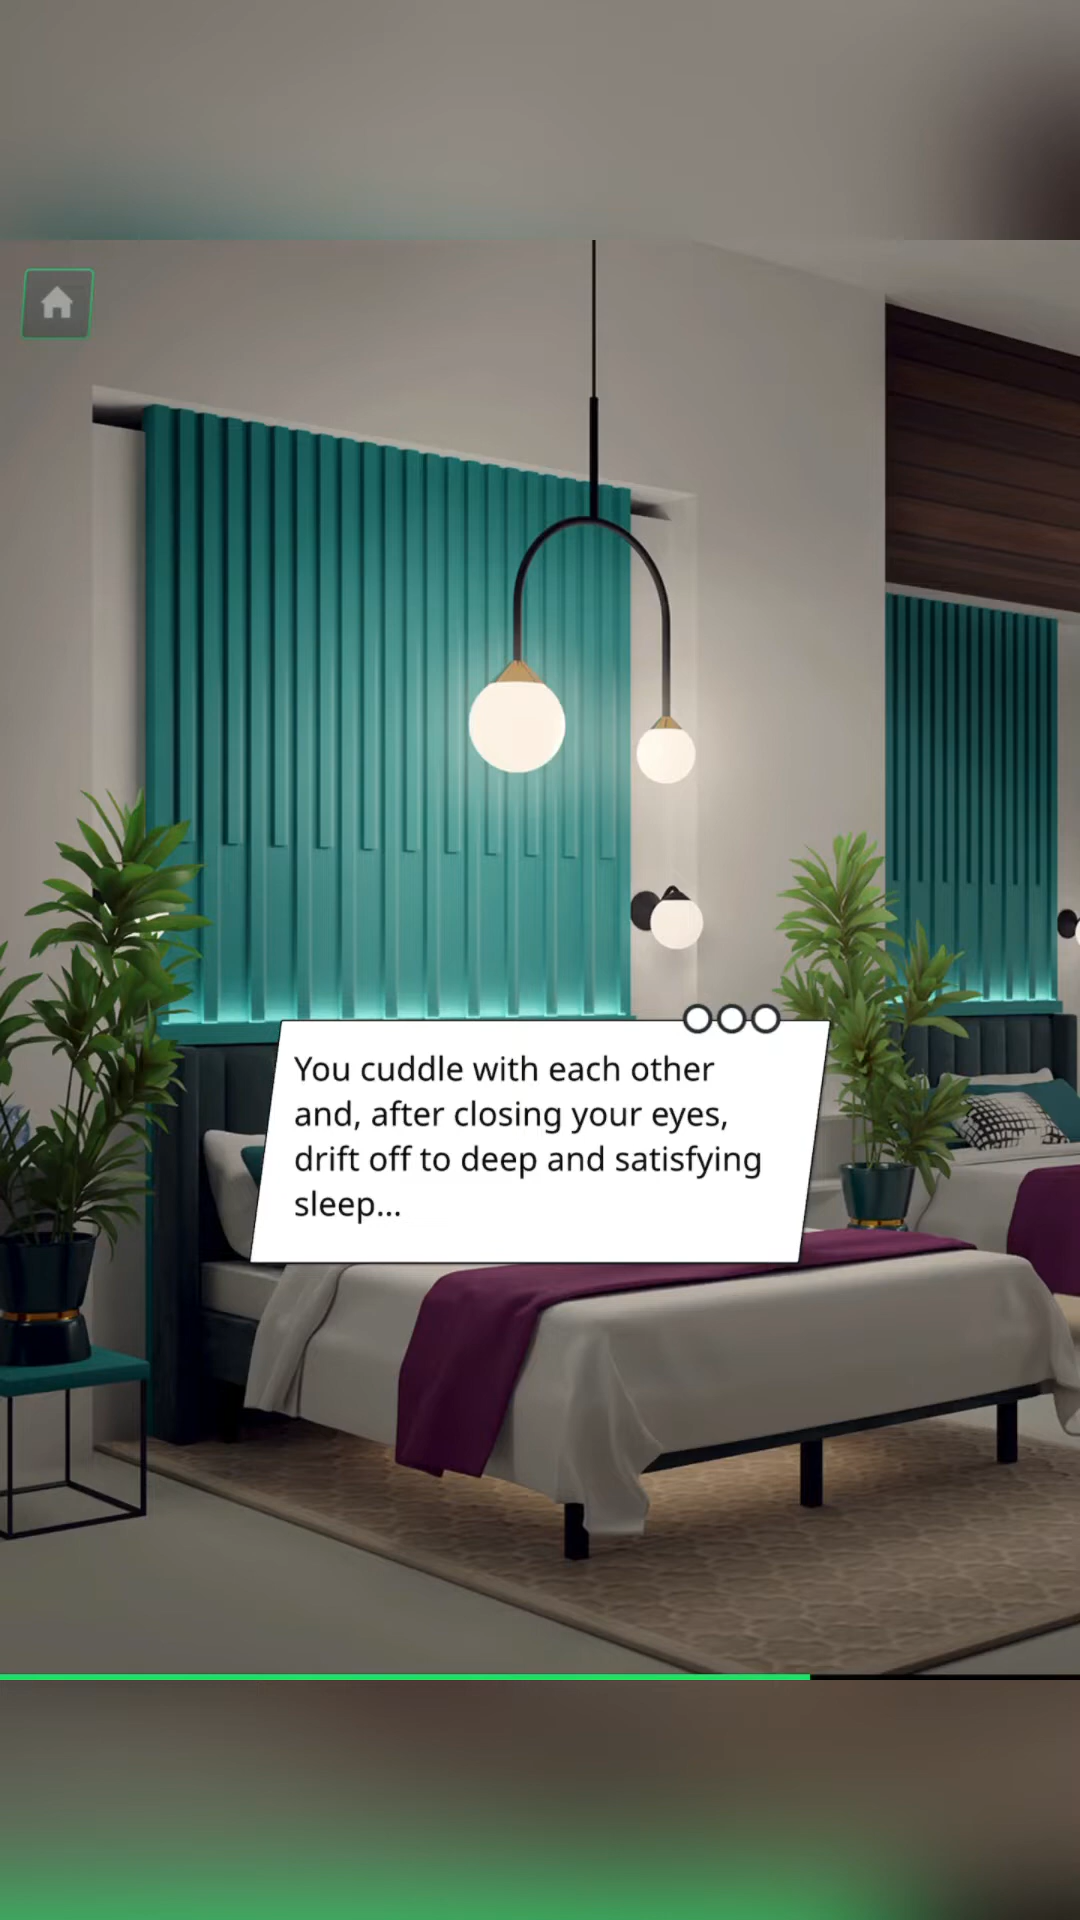 You cuddle with each other
and, after closing your eyes,
drift off to deep and satisfying
sleep...